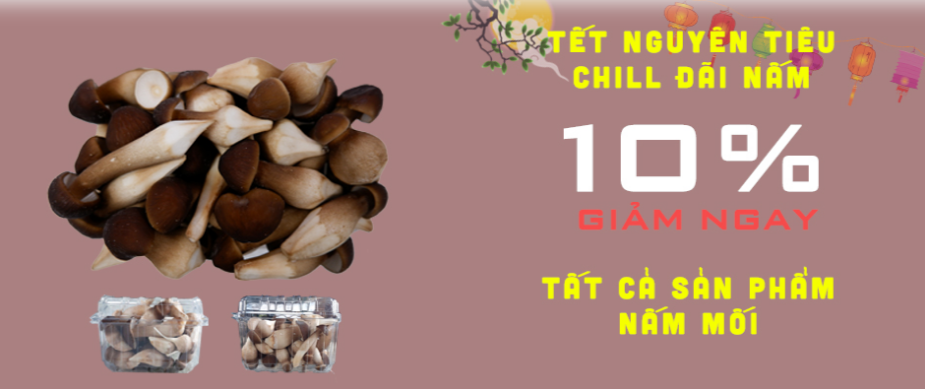 TẾT NGUYÊN TIÊU
CHILL ĐÃI NẤM
10%
GIẢM NGAY
TẤT CẢ SẢN PHẨM
NẤM MỐI